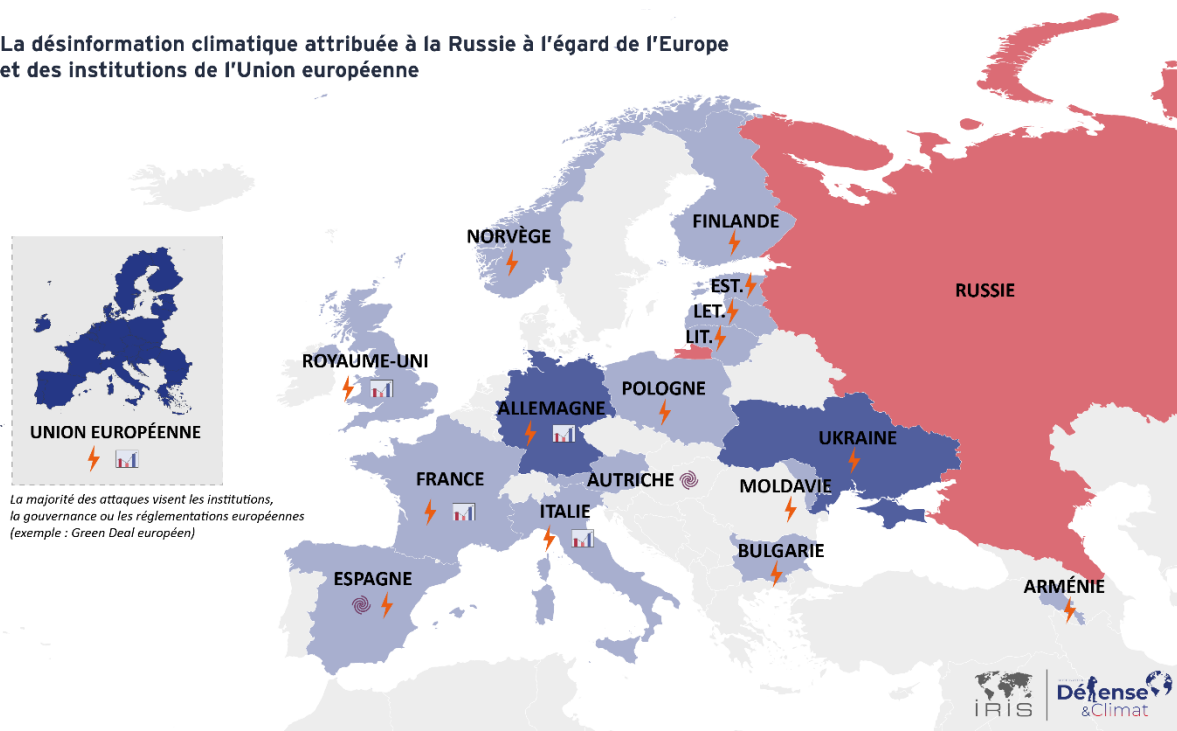 La désinformation climatique attribuée à la Russie à l'égard de l'Europe
et des institutions de l'Union européenne
NORVÈGE
FINLANDE
EST.
LET.
LIT.
RUSSIE
ROYAUME-UNI
ALLEMAGNE
POLOGNE
UKRAINE
UNION EUROPÉENNE
La majorité des attaques visent les institutions,
la gouvernance ou les réglementations européennes
(exemple : Green Deal européen)
FRANCE
AUTRICHE
MOLDAVIE
ITALIE
BULGARIE
ESPAGNE
ARMÉNIE
IRIS
Défense
&Climat